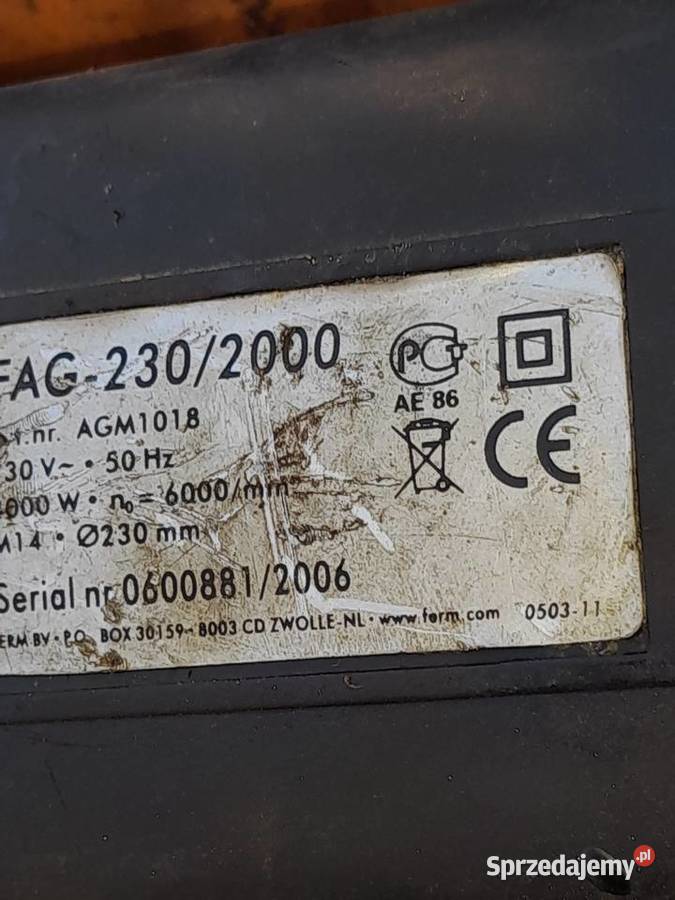 FAG-230/2000
AGM1018
30 V~ • 50 Hz
000 W • n₀ = 6000/min
M14 • Ø230 mm
Serial nr 0600881/2006
ERM BV • P.O. BOX 30159 - 8003 CD ZWOLLE-NL • www.ferm.com 0503-11
PC
AE 86
CE
Sprzedajemy.pl